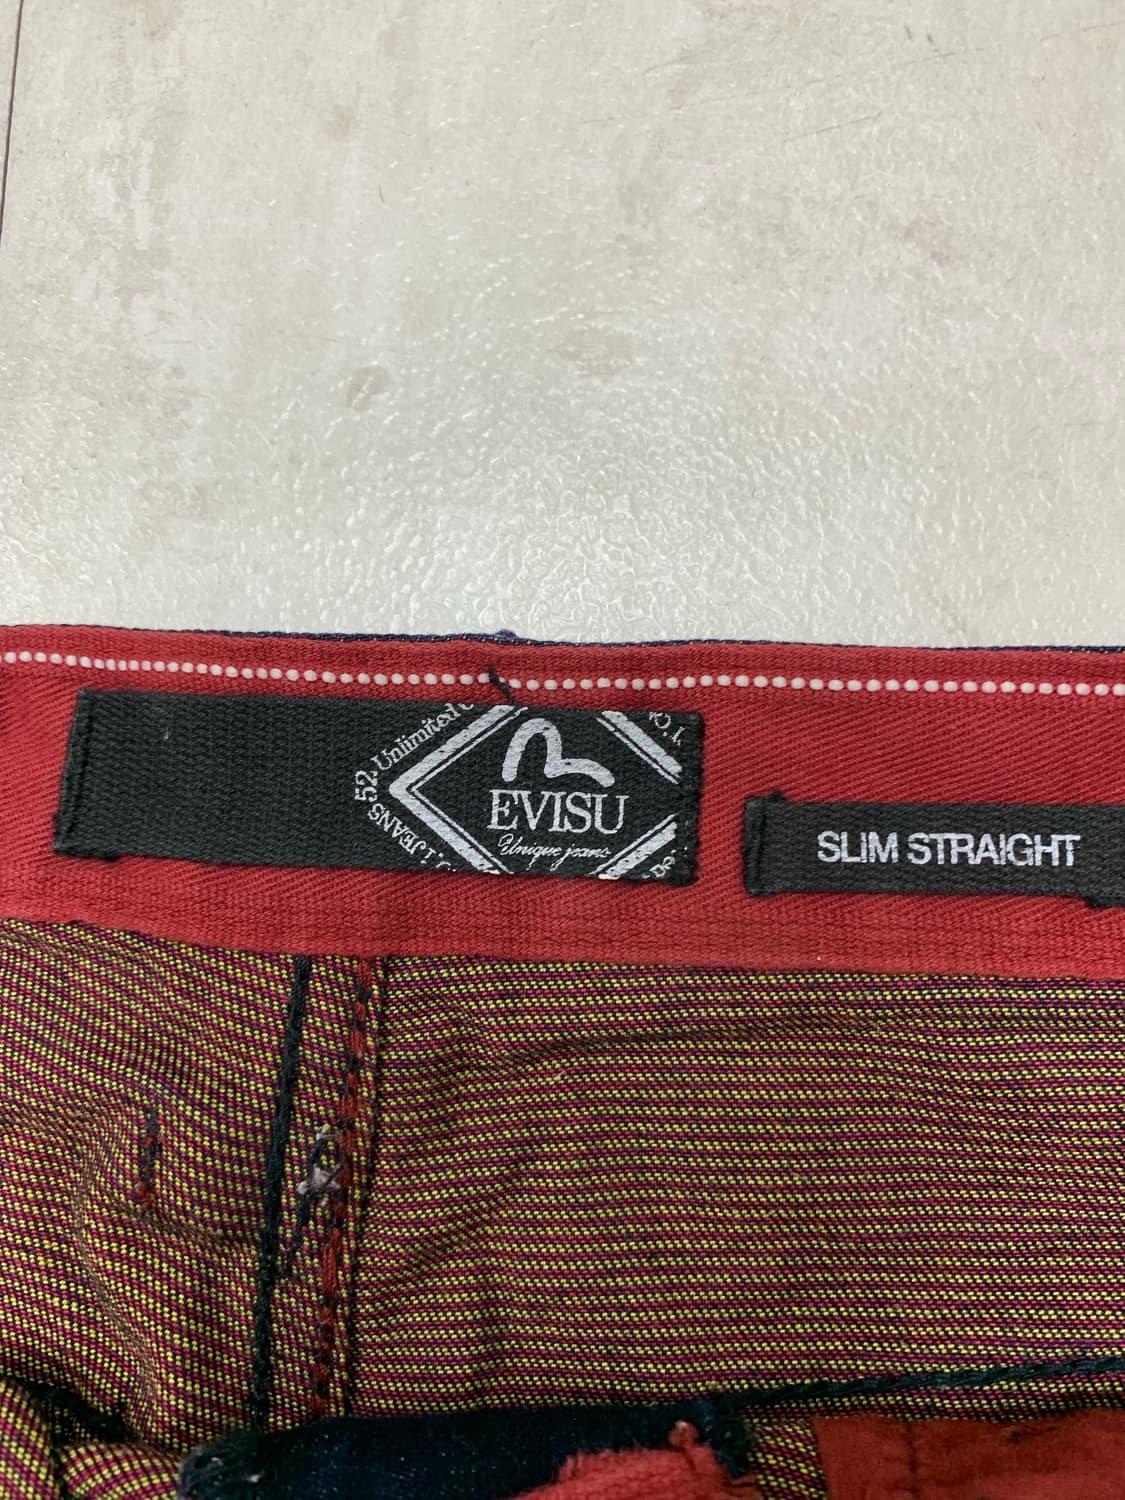 52 Unlimited
JEANS
EVISU
Unique jeans
SLIM STRAIGHT